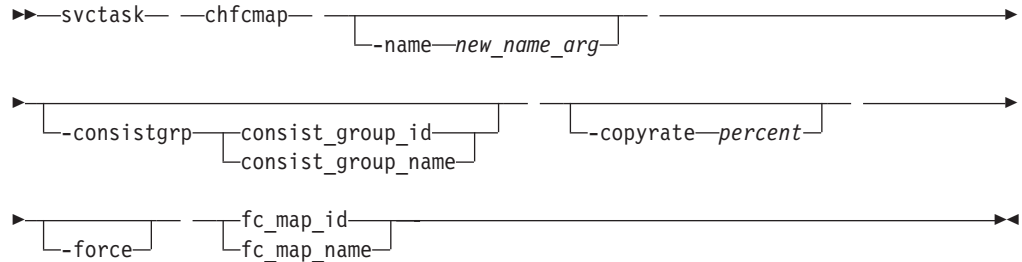 svctask chfcmap
-name new_name_arg
-consistgrp consist_group_id -copyrate percent
consist_group_name
-force fc_map_id
fc_map_name